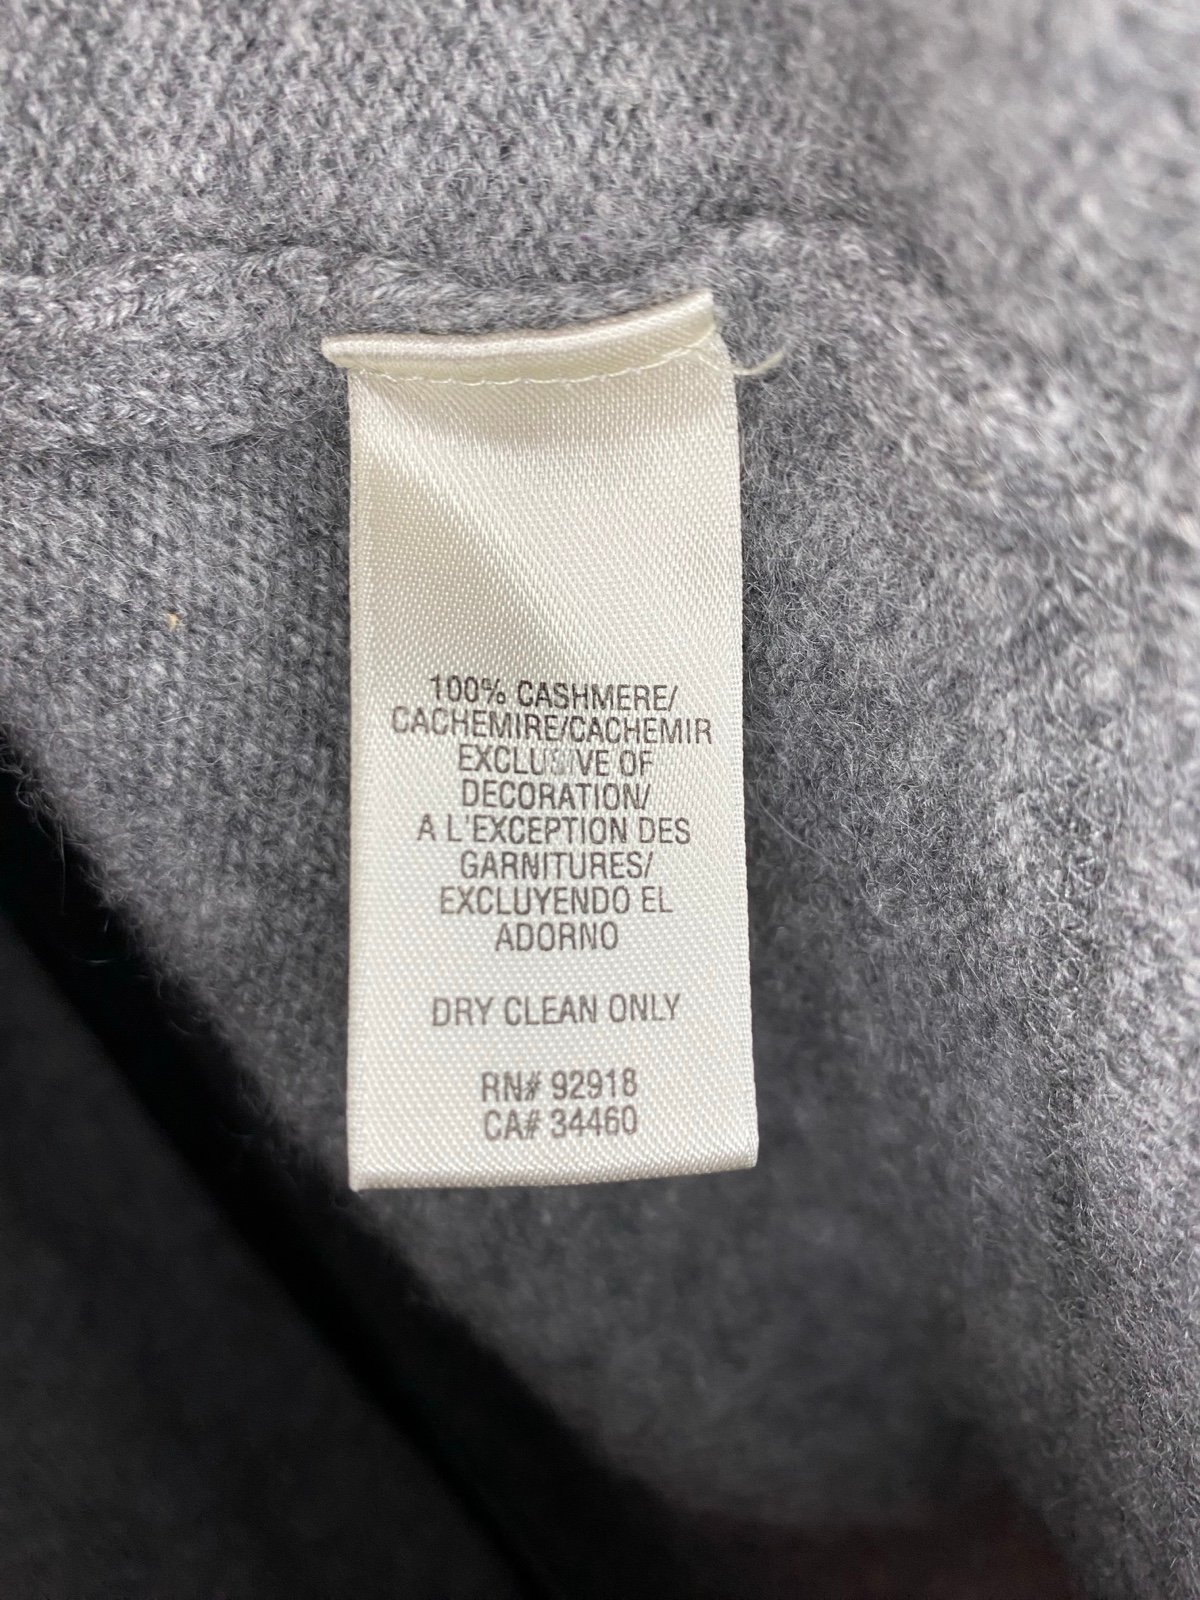 100% CASHMERE/
CACHEMIRE/CACHEMIR
EXCLUSIVE OF
DECORATION/
A L'EXCEPTION DES
GARNITURES/
EXCLUYENDO EL
ADORNO
DRY CLEAN ONLY
RN# 92918
CA# 34460